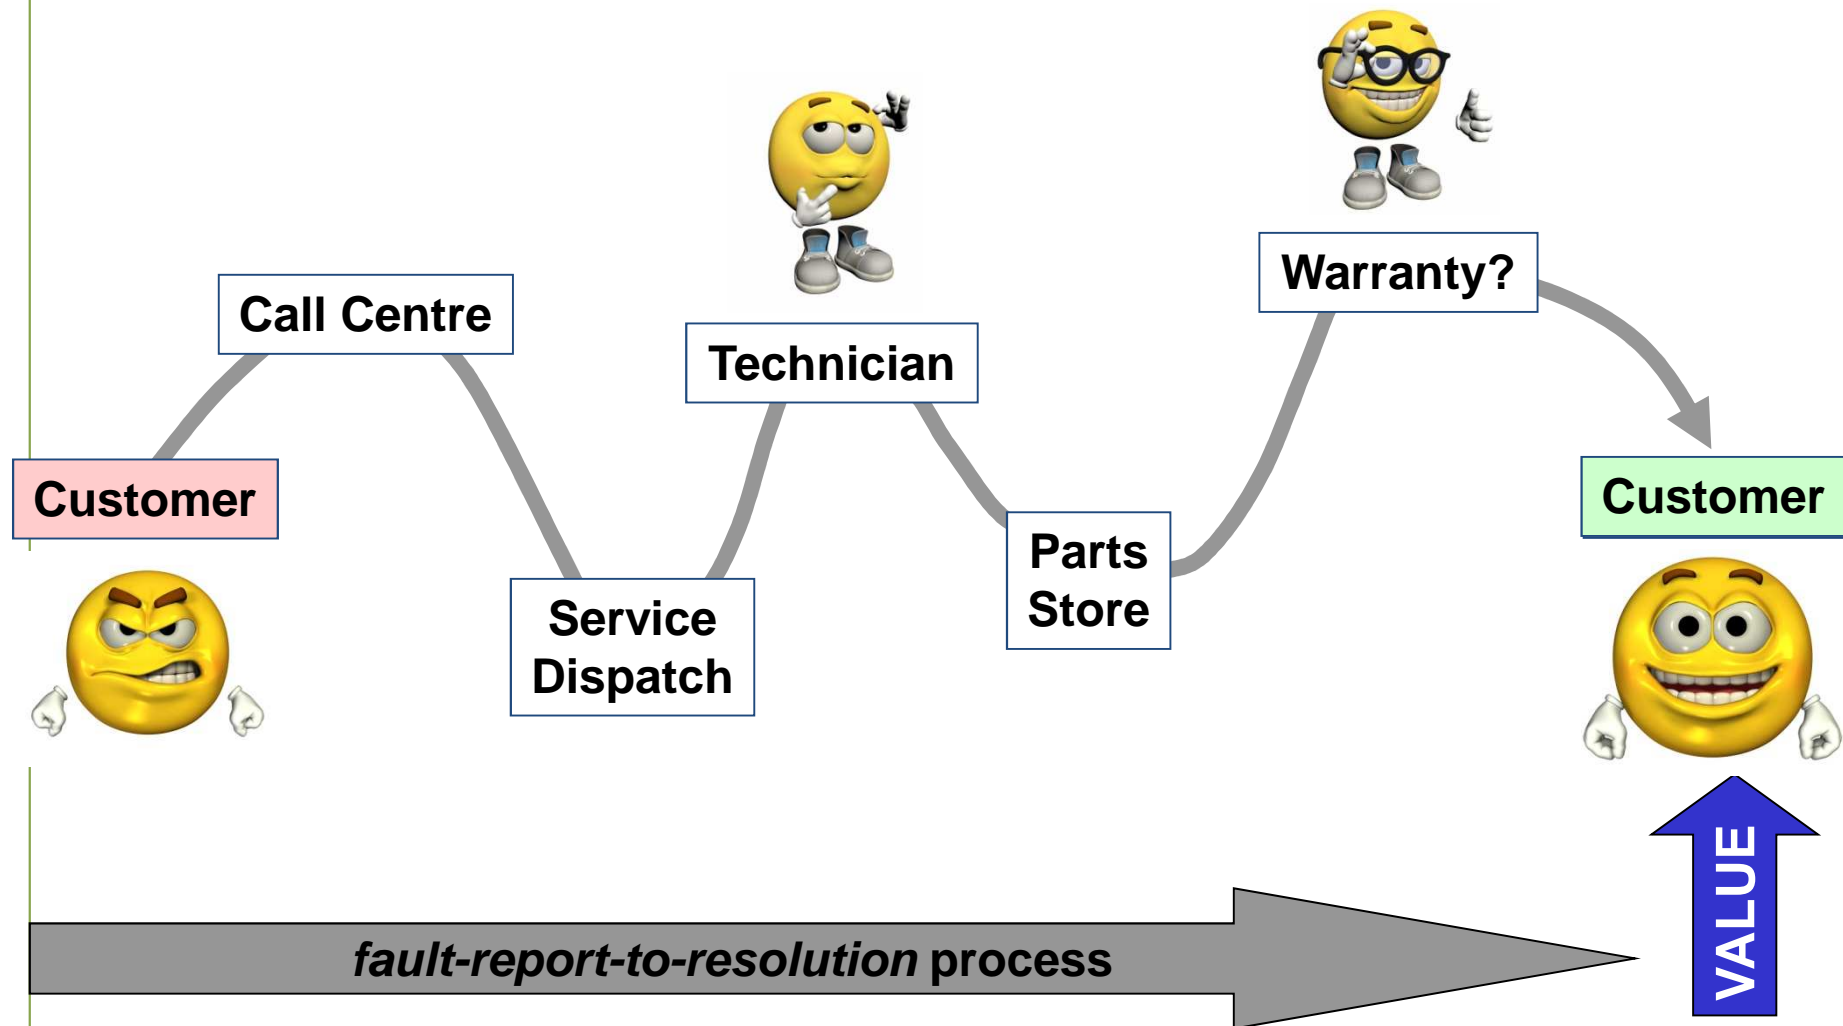 Warranty?
Call Centre
Technician
Customer
Customer
Parts
Store
Service
Dispatch
VALUE
fault-report-to-resolution process